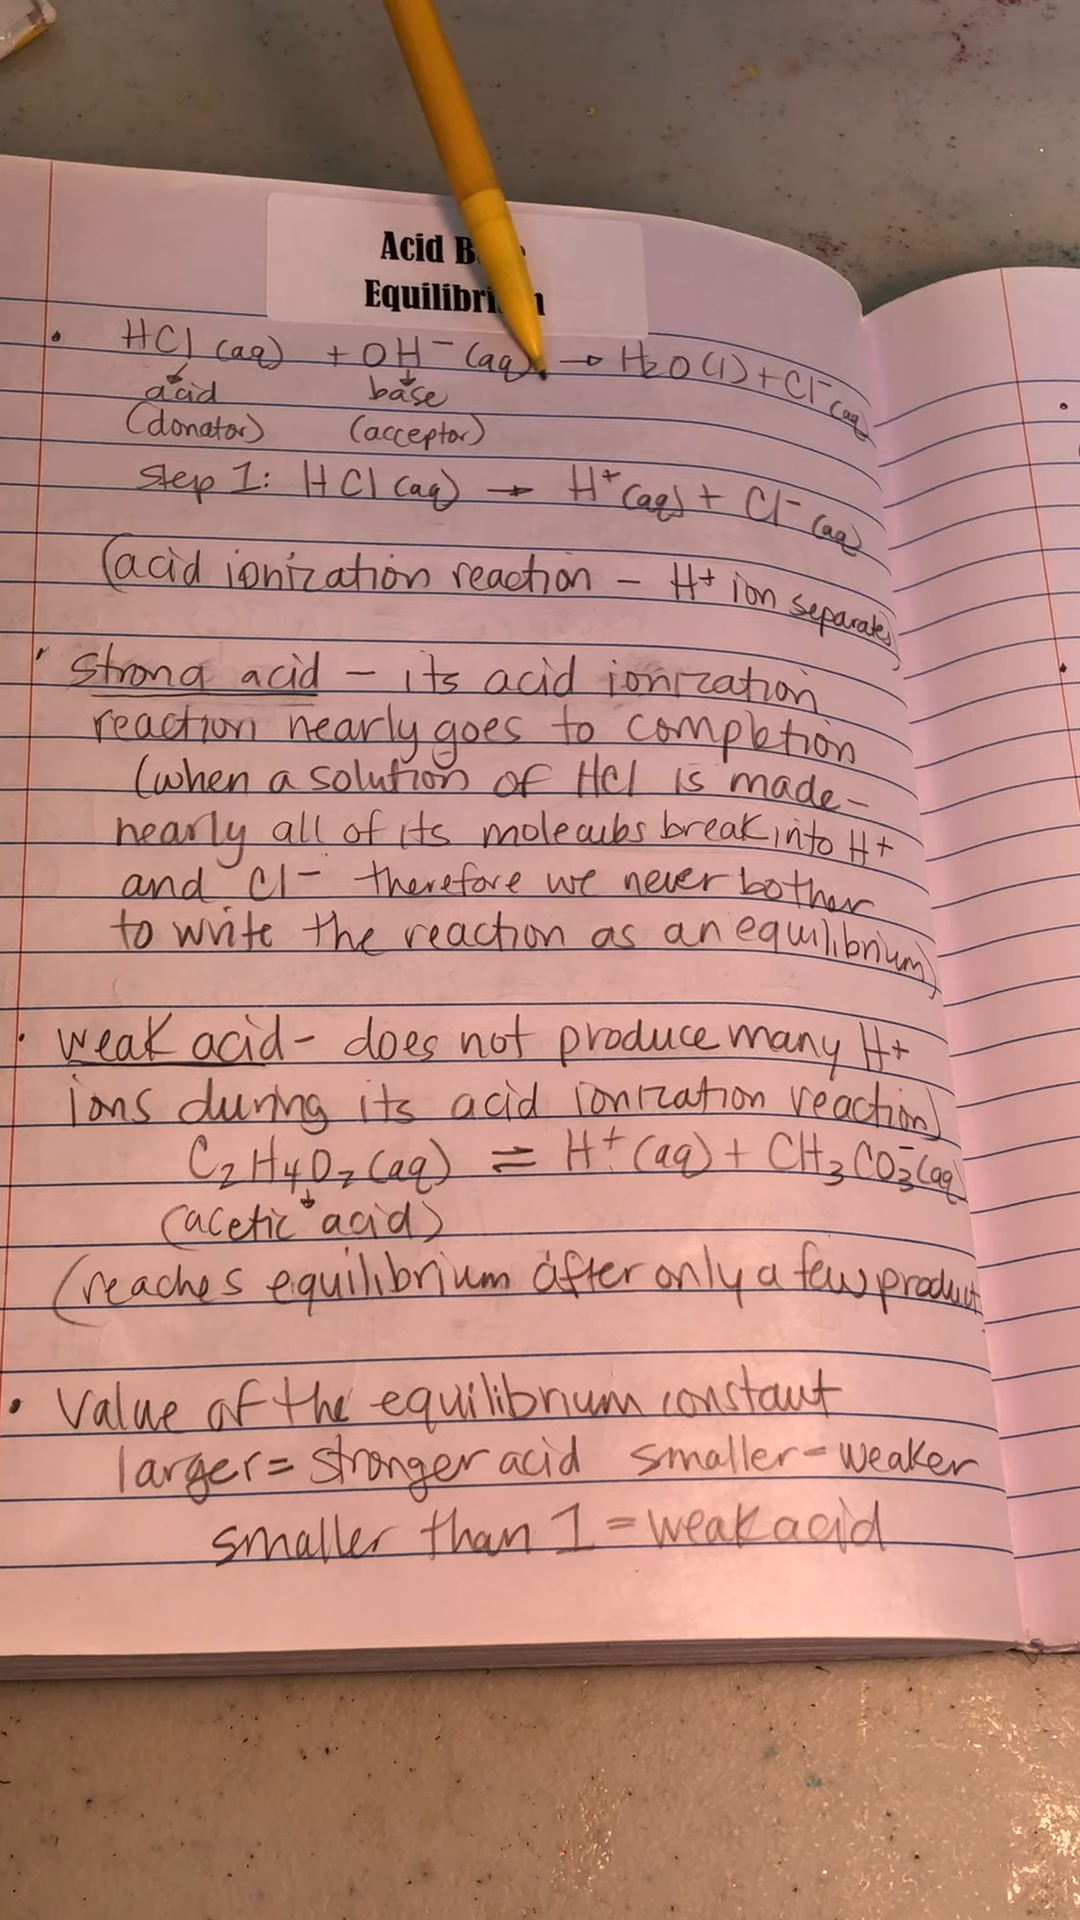 Acid B
Equilibri
• HCl (aq) + OH⁻ (aq) → H₂O (l) + Cl⁻ (aq)
acid base
(donator) (acceptor)
Step 1: HCl (aq) → H⁺ (aq) + Cl⁻ (aq)
(acid ionization reaction – H⁺ ion separates)
• strong acid – its acid ionization
reaction nearly goes to completion
(when a solution of HCl is made –
nearly all of its molecules break into H+
and Cl⁻ therefore we never bother
to write the reaction as an equilibrium)
• weak acid – does not produce many H+
ions during its acid ionization reaction)
C₂H₄O₂ (aq) ⇌ H⁺ (aq) + CH₃CO₃⁻ (aq)
(acetic acid)
(reaches equilibrium after only a few product
• Value of the equilibrium constant
larger = stronger acid smaller = weaker
smaller than 1 = weak acid